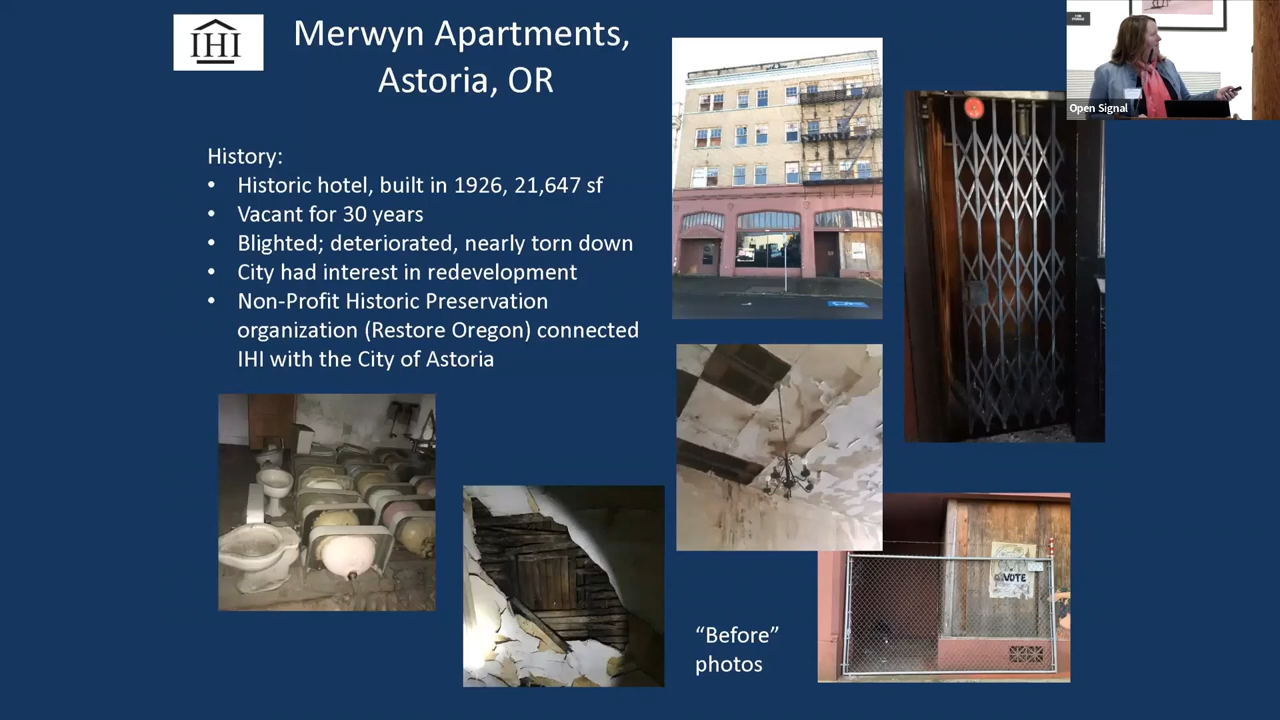 IHI
Merwyn Apartments,
Astoria, OR
History:
• Historic hotel, built in 1926, 21,647 sf
• Vacant for 30 years
• Blighted; deteriorated, nearly torn down
• City had interest in redevelopment
• Non-Profit Historic Preservation
organization (Restore Oregon) connected
IHI with the City of Astoria
Open Signal
VOTE
“Before”
photos